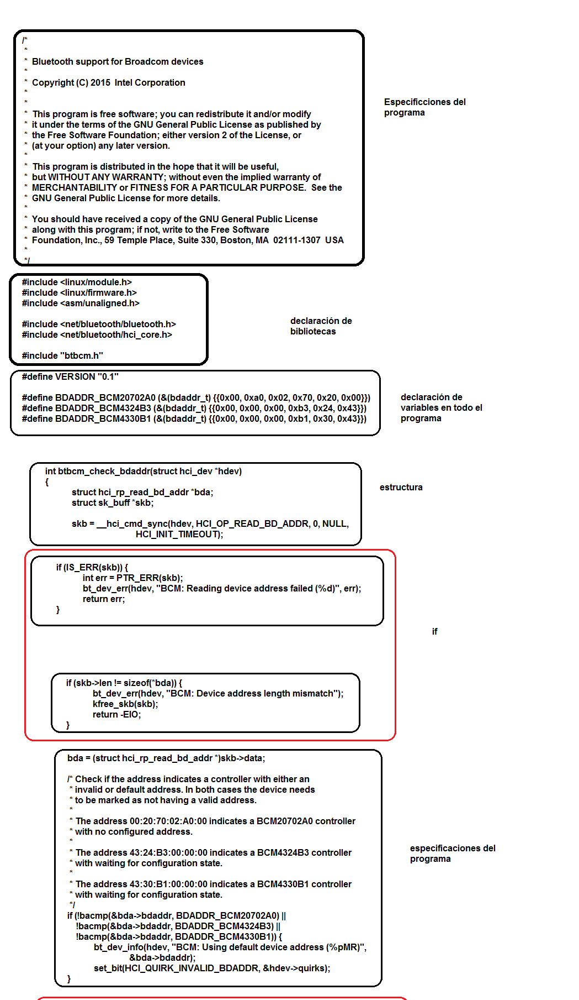 /*
 *
 *  Bluetooth support for Broadcom devices
 *
 *  Copyright (C) 2015  Intel Corporation
 *
 *
 *  This program is free software; you can redistribute it and/or modify
 *  it under the terms of the GNU General Public License as published by
 *  the Free Software Foundation; either version 2 of the License, or
 *  (at your option) any later version.
 *
 *  This program is distributed in the hope that it will be useful,
 *  but WITHOUT ANY WARRANTY; without even the implied warranty of
 *  MERCHANTABILITY or FITNESS FOR A PARTICULAR PURPOSE.  See the
 *  GNU General Public License for more details.
 *
 *  You should have received a copy of the GNU General Public License
 *  along with this program; if not, write to the Free Software
 *  Foundation, Inc., 59 Temple Place, Suite 330, Boston, MA  02111-1307  USA
 *
 */
Especificciones del
programa
#include <linux/module.h>
#include <linux/firmware.h>
#include <asm/unaligned.h>
#include <net/bluetooth/bluetooth.h>
#include <net/bluetooth/hci_core.h>
#include "btbcm.h"
declaración de
bibliotecas
#define VERSION "0.1"
#define BDADDR_BCM20702A0 (&(bdaddr_t) {{0x00, 0xa0, 0x02, 0x70, 0x20, 0x00}})
#define BDADDR_BCM4324B3 (&(bdaddr_t) {{0x00, 0x00, 0x00, 0xb3, 0x24, 0x43}})
#define BDADDR_BCM4330B1 (&(bdaddr_t) {{0x00, 0x00, 0x00, 0xb1, 0x30, 0x43}})
declaración de
variables en todo el
programa
int btbcm_check_bdaddr(struct hci_dev *hdev)
{
struct hci_rp_read_bd_addr *bda;
struct sk_buff *skb;
skb = __hci_cmd_sync(hdev, HCI_OP_READ_BD_ADDR, 0, NULL,
HCI_INIT_TIMEOUT);
estructura
if (IS_ERR(skb)) {
int err = PTR_ERR(skb);
bt_dev_err(hdev, "BCM: Reading device address failed (%d)", err);
return err;
}
if
if (skb->len != sizeof(*bda)) {
bt_dev_err(hdev, "BCM: Device address length mismatch");
kfree_skb(skb);
return -EIO;
}
bda = (struct hci_rp_read_bd_addr *)skb->data;
/* Check if the address indicates a controller with either an
 * invalid or default address. In both cases the device needs
 * to be marked as not having a valid address.
 *
 * The address 00:20:70:02:A0:00 indicates a BCM20702A0 controller
 * with no configured address.
 *
 * The address 43:24:B3:00:00:00 indicates a BCM4324B3 controller
 * with waiting for configuration state.
 *
 * The address 43:30:B1:00:00:00 indicates a BCM4330B1 controller
 * with waiting for configuration state.
 */
if (!bacmp(&bda->bdaddr, BDADDR_BCM20702A0) ||
!bacmp(&bda->bdaddr, BDADDR_BCM4324B3) ||
!bacmp(&bda->bdaddr, BDADDR_BCM4330B1)) {
bt_dev_info(hdev, "BCM: Using default device address (%pMR)",
&bda->bdaddr);
set_bit(HCI_QUIRK_INVALID_BDADDR, &hdev->quirks);
}
especificaciones del
programa